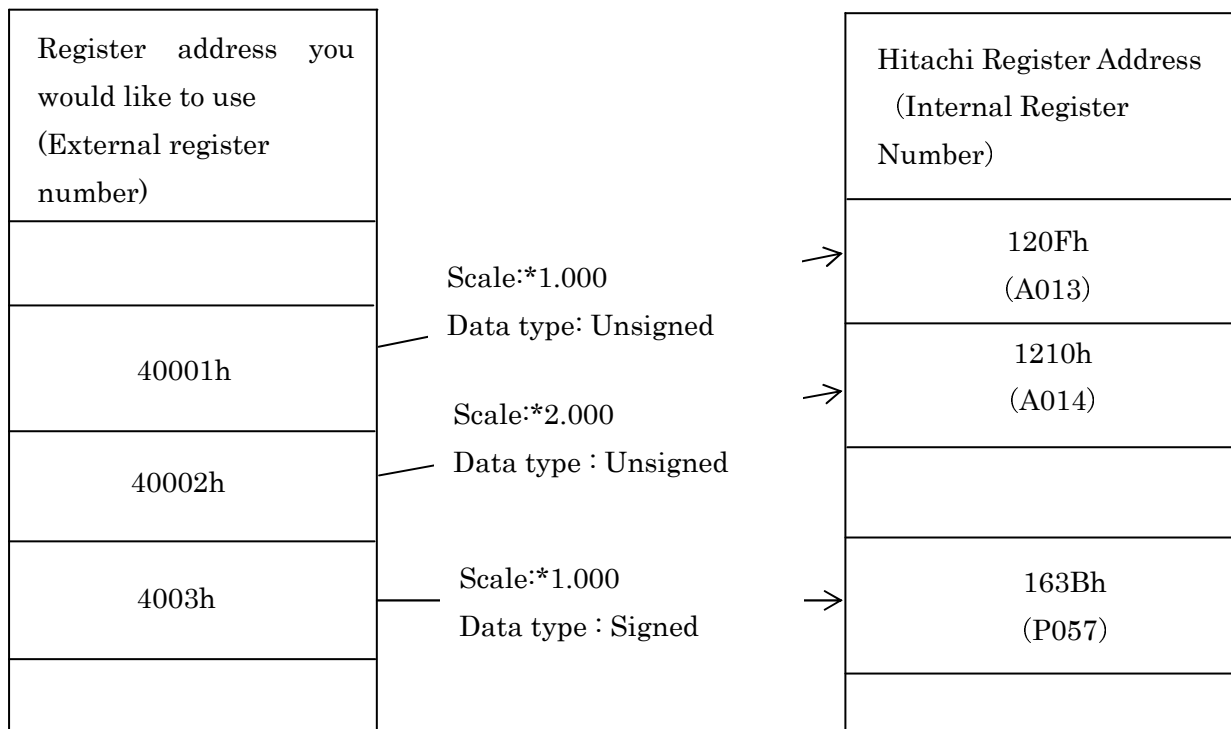 Register address you
would like to use
(External register
number)
40001h
40002h
4003h
Scale:*1.000
Data type: Unsigned
Scale:*2.000
Data type : Unsigned
Scale:*1.000
Data type : Signed
Hitachi Register Address
（Internal Register
Number）
120Fh
（A013）
1210h
（A014）
163Bh
（P057）